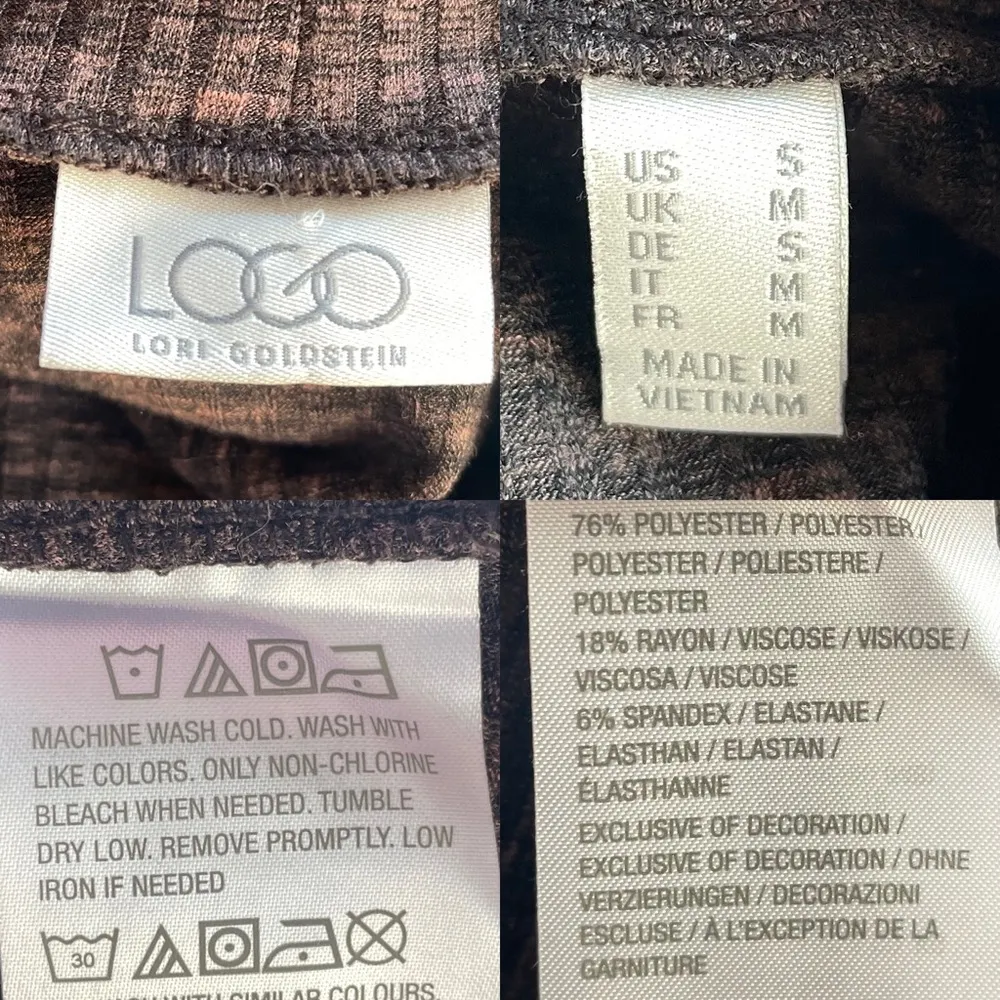 LOGO
LORI GOLDSTEIN
US S
UK M
DE S
IT M
FR M
MADE IN
VIETNAM
MACHINE WASH COLD. WASH WITH
LIKE COLORS. ONLY NON-CHLORINE
BLEACH WHEN NEEDED. TUMBLE
DRY LOW. REMOVE PROMPTLY. LOW
IRON IF NEEDED
30
WITH SIMILAR COLOURS.
76% POLYESTER / POLYESTER /
POLYESTER / POLIESTERE /
POLYESTER
18% RAYON / VISCOSE / VISKOSE /
VISCOSA / VISCOSE
6% SPANDEX / ELASTANE /
ELASTHAN / ELASTAN /
ÉLASTHANNE
EXCLUSIVE OF DECORATION /
EXCLUSIVE OF DECORATION / OHNE
VERZIERUNGEN / DECORAZIONI
ESCLUSE / À L'EXCEPTION DE LA
GARNITURE